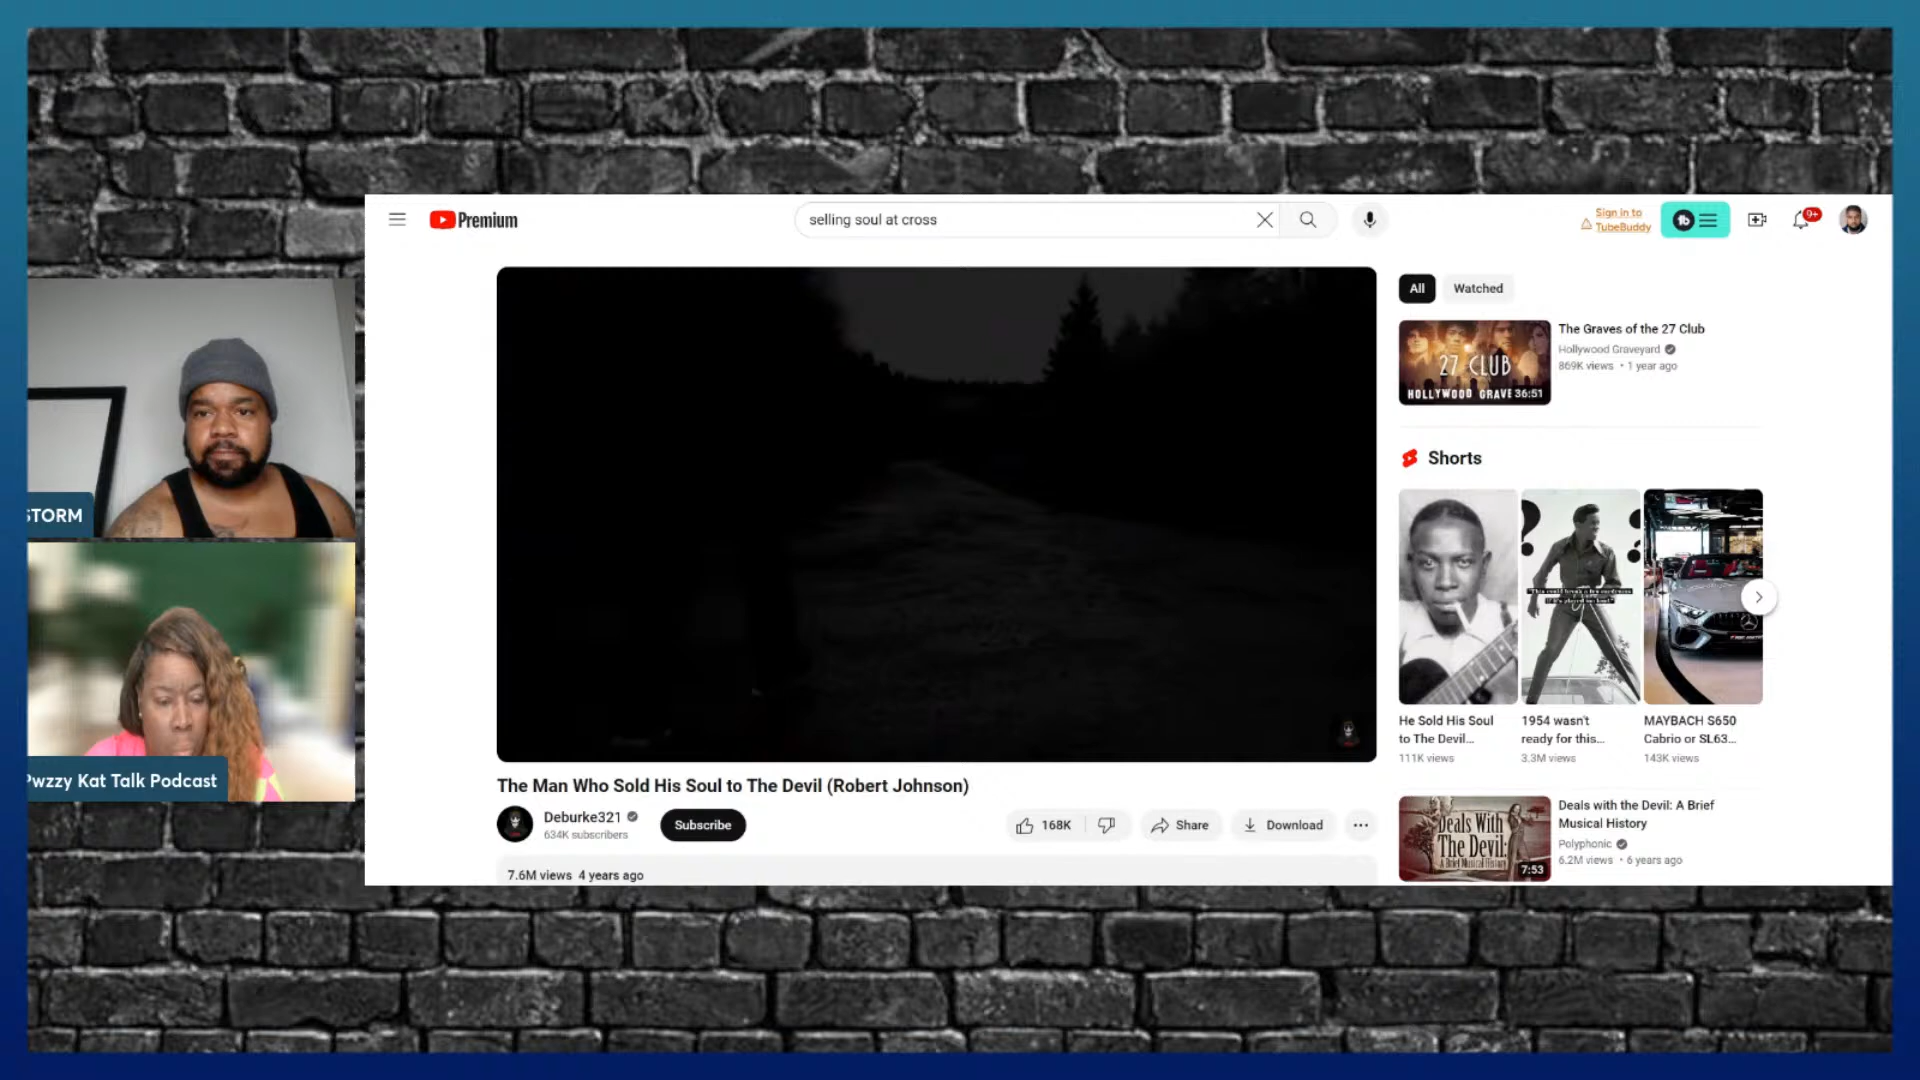 Premium
selling soul at cross
Sign in to
TubeBuddy
9+
STORM
Pwzzy Kat Talk Podcast
The Man Who Sold His Soul to The Devil (Robert Johnson)
Deburke321
634K subscribers
Subscribe
168K
Share
Download
7.6M views 4 years ago
All
Watched
27 CLUB
HOLLYWOOD GRAVE
36:51
The Graves of the 27 Club
Hollywood Graveyard
869K views • 1 year ago
Shorts
He Sold His Soul
to The Devil...
111K views
1954 wasn't
ready for this...
3.3M views
MAYBACH S650
Cabrio or SL63...
143K views
Deals With
The Devil:
A Brief Musical History
7:53
Deals with the Devil: A Brief
Musical History
Polyphonic
6.2M views • 6 years ago